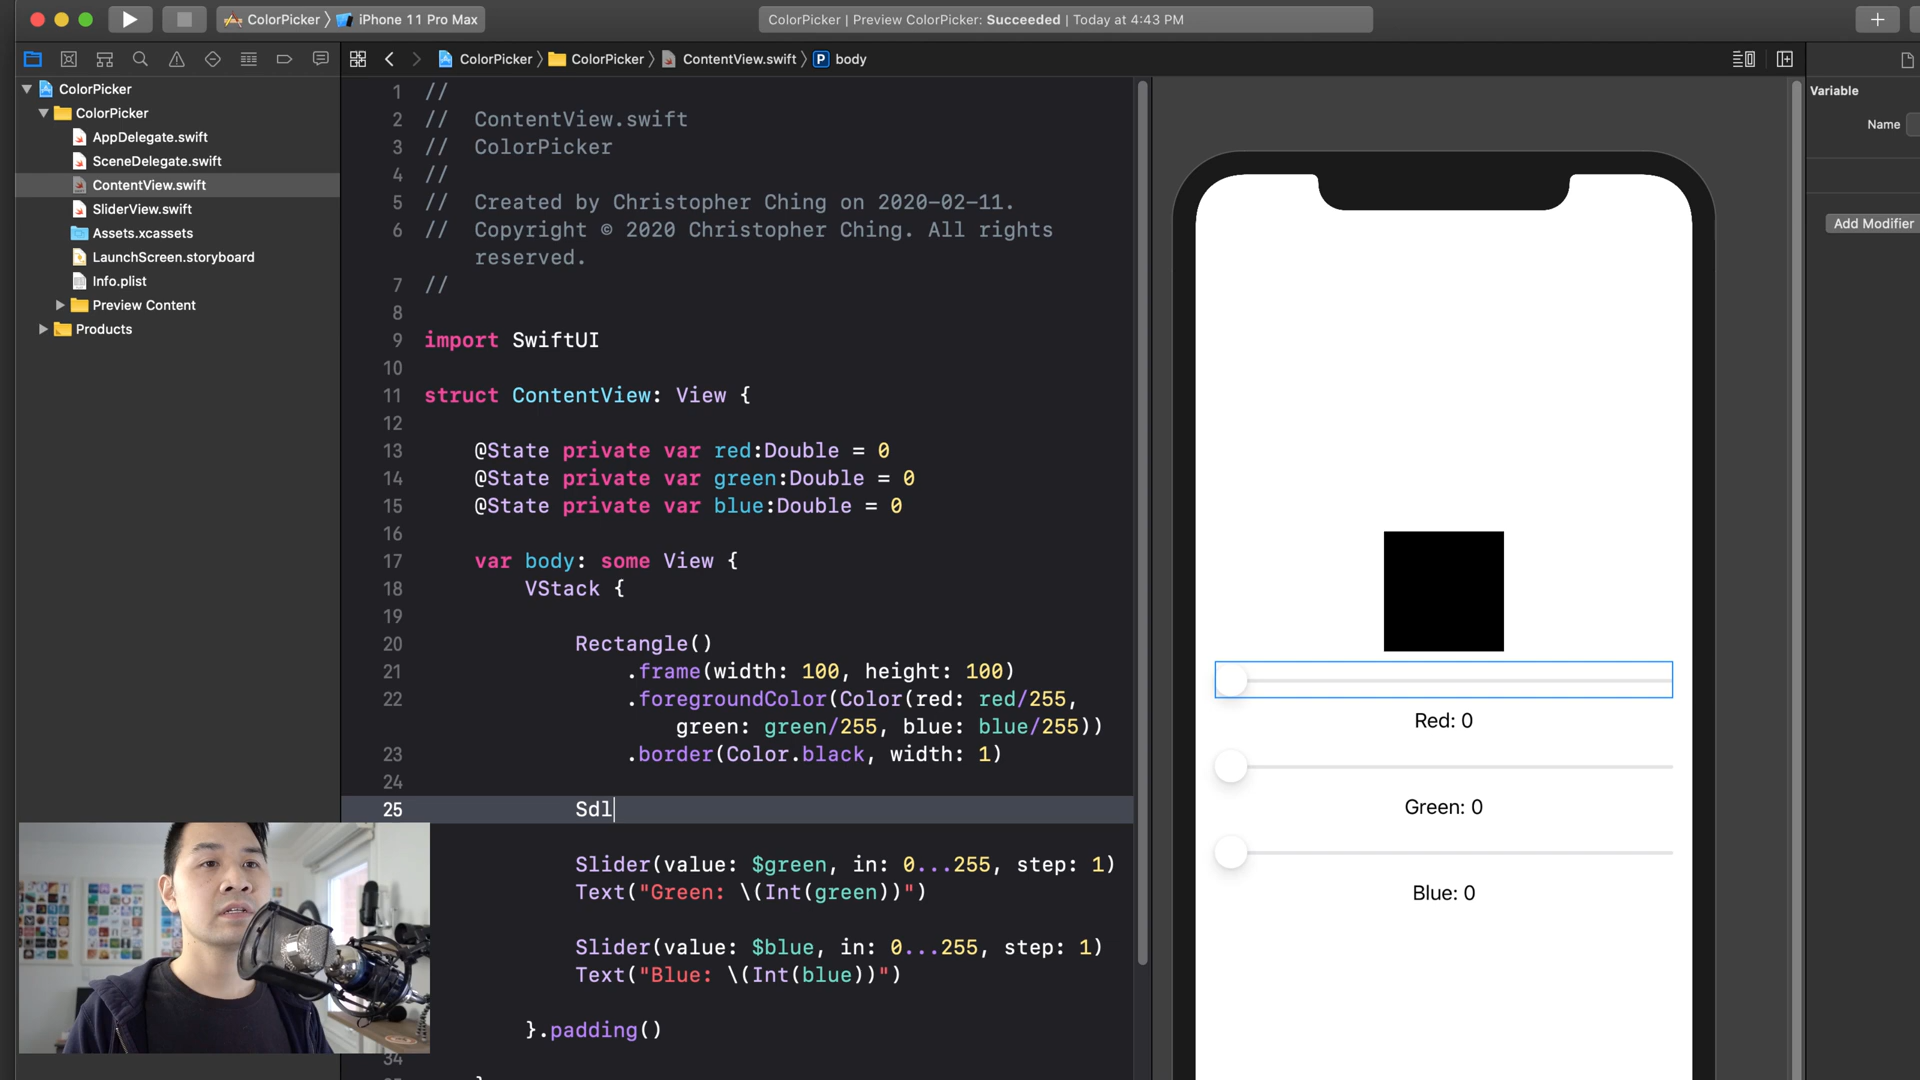 ColorPicker 〉 iPhone 11 Pro Max
ColorPicker | Preview ColorPicker: Succeeded | Today at 4:43 PM
ColorPicker 〉 ColorPicker 〉 ContentView.swift 〉 P body
ColorPicker
ColorPicker
AppDelegate.swift
SceneDelegate.swift
ContentView.swift
SliderView.swift
Assets.xcassets
LaunchScreen.storyboard
Info.plist
Preview Content
Products
1 //
2 //  ContentView.swift
3 //  ColorPicker
4 //
5 //  Created by Christopher Ching on 2020-02-11.
6 //  Copyright © 2020 Christopher Ching. All rights
reserved.
7 //
8
9 import SwiftUI
10
11 struct ContentView: View {
12
13 @State private var red:Double = 0
14 @State private var green:Double = 0
15 @State private var blue:Double = 0
16
17 var body: some View {
18 VStack {
19
20 Rectangle()
21 .frame(width: 100, height: 100)
22 .foregroundColor(Color(red: red/255,
green: green/255, blue: blue/255))
23 .border(Color.black, width: 1)
24
25 Sdl
Slider(value: $green, in: 0...255, step: 1)
Text("Green: \(Int(green))")
Slider(value: $blue, in: 0...255, step: 1)
Text("Blue: \(Int(blue))")
}.padding()
34
Red: 0
Green: 0
Blue: 0
Variable
Name
Add Modifier